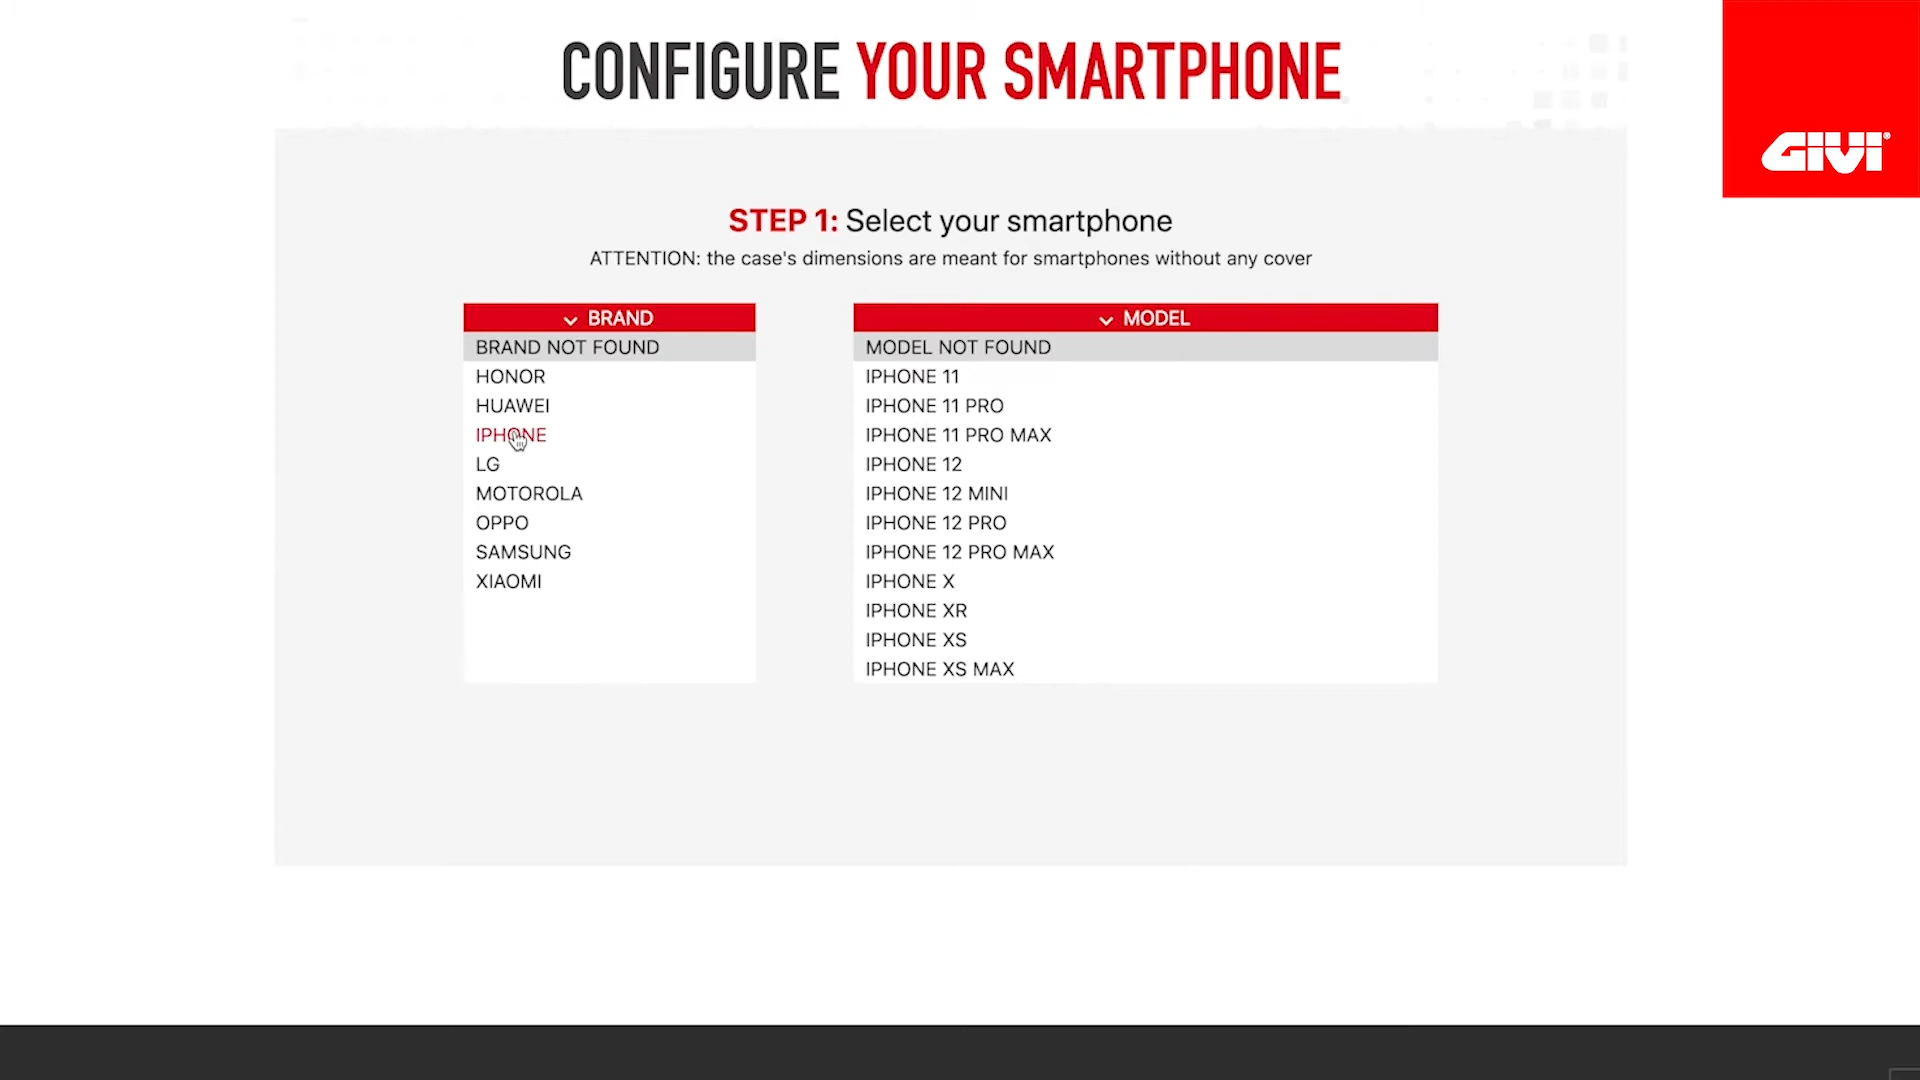 CONFIGURE YOUR SMARTPHONE
GIVI®
STEP 1: Select your smartphone
ATTENTION: the case's dimensions are meant for smartphones without any cover
BRAND
BRAND NOT FOUND
HONOR
HUAWEI
IPHONE
LG
MOTOROLA
OPPO
SAMSUNG
XIAOMI
MODEL
MODEL NOT FOUND
IPHONE 11
IPHONE 11 PRO
IPHONE 11 PRO MAX
IPHONE 12
IPHONE 12 MINI
IPHONE 12 PRO
IPHONE 12 PRO MAX
IPHONE X
IPHONE XR
IPHONE XS
IPHONE XS MAX